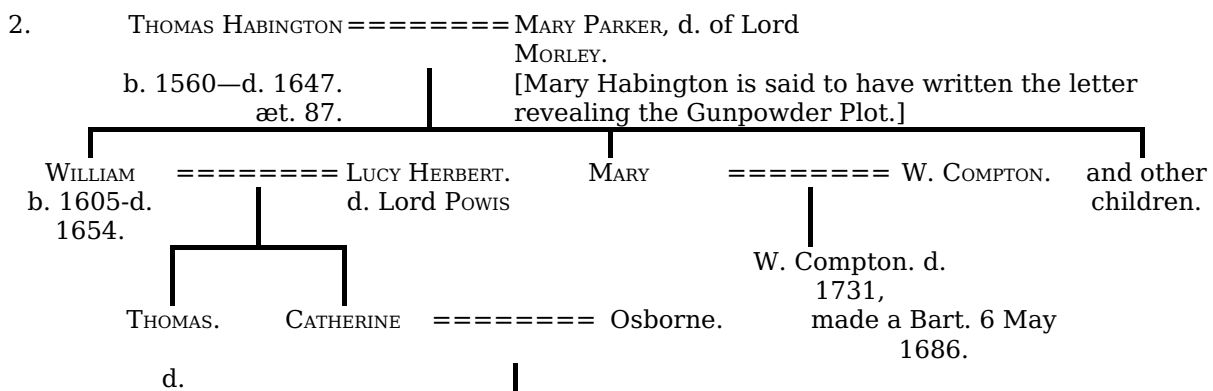 2. Thomas Habington ======== Mary Parker, d. of Lord
Morley.
b. 1560—d. 1647. [Mary Habington is said to have written the letter
æt. 87. revealing the Gunpowder Plot.]
William ======== Lucy Herbert. Mary ======== W. Compton. and other
b. 1605-d. d. Lord Powis children.
1654.
W. Compton. d.
1731,
Thomas. Catherine ======== Osborne. made a Bart. 6 May
1686.
d.